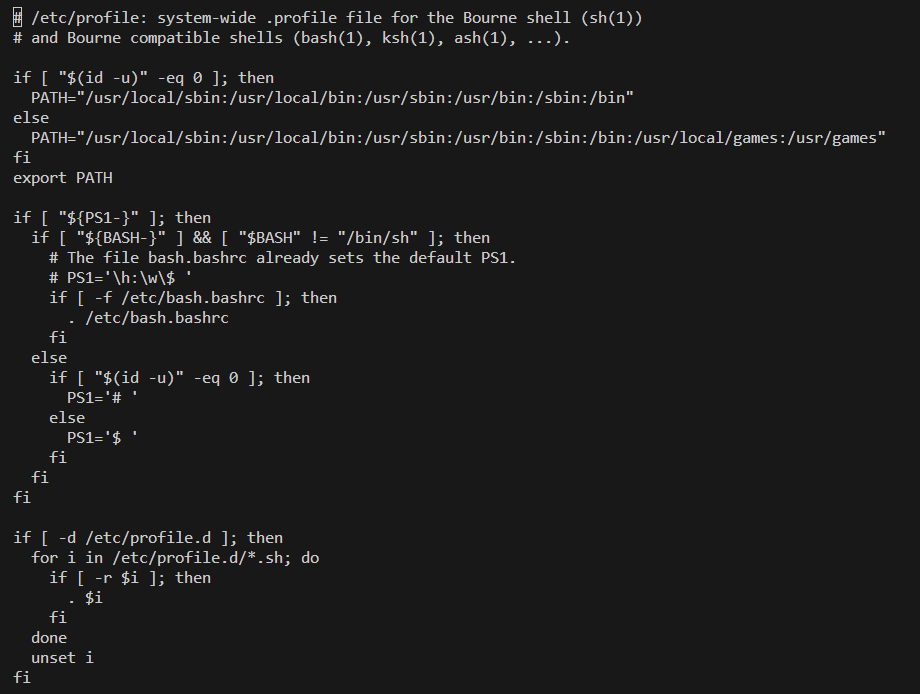 # /etc/profile: system-wide .profile file for the Bourne shell (sh(1))
# and Bourne compatible shells (bash(1), ksh(1), ash(1), ...).

if [ "$(id -u)" -eq 0 ]; then
  PATH="/usr/local/sbin:/usr/local/bin:/usr/sbin:/usr/bin:/sbin:/bin"
else
  PATH="/usr/local/sbin:/usr/local/bin:/usr/sbin:/usr/bin:/sbin:/bin:/usr/local/games:/usr/games"
fi
export PATH

if [ "${PS1-}" ]; then
  if [ "${BASH-}" ] && [ "$BASH" != "/bin/sh" ]; then
    # The file bash.bashrc already sets the default PS1.
    # PS1='\h:\w\$ '
    if [ -f /etc/bash.bashrc ]; then
      . /etc/bash.bashrc
    fi
  else
    if [ "$(id -u)" -eq 0 ]; then
      PS1='# '
    else
      PS1='$ '
    fi
  fi
fi

if [ -d /etc/profile.d ]; then
  for i in /etc/profile.d/*.sh; do
    if [ -r $i ]; then
      . $i
    fi
  done
  unset i
fi